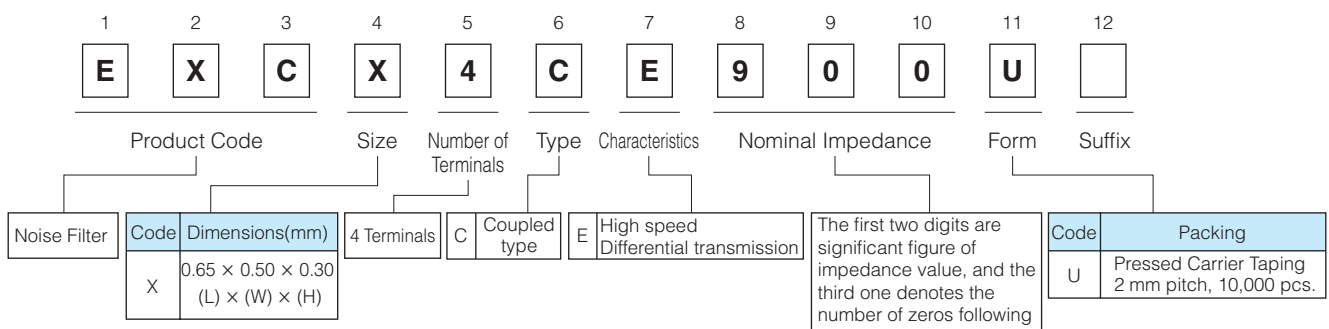 1 2 3 4 5 6 7 8 9 10 11 12
E X C X 4 C E 9 0 0 U
Product Code Size Number of Terminals Type Characteristics Nominal Impedance Form Suffix
Noise Filter
Code Dimensions(mm)
X 0.65 × 0.50 × 0.30
(L) × (W) × (H)
4 Terminals
C Coupled
type
E High speed
Differential transmission
The first two digits are
significant figure of
impedance value, and the
third one denotes the
number of zeros following
Code Packing
U Pressed Carrier Taping
2 mm pitch, 10,000 pcs.